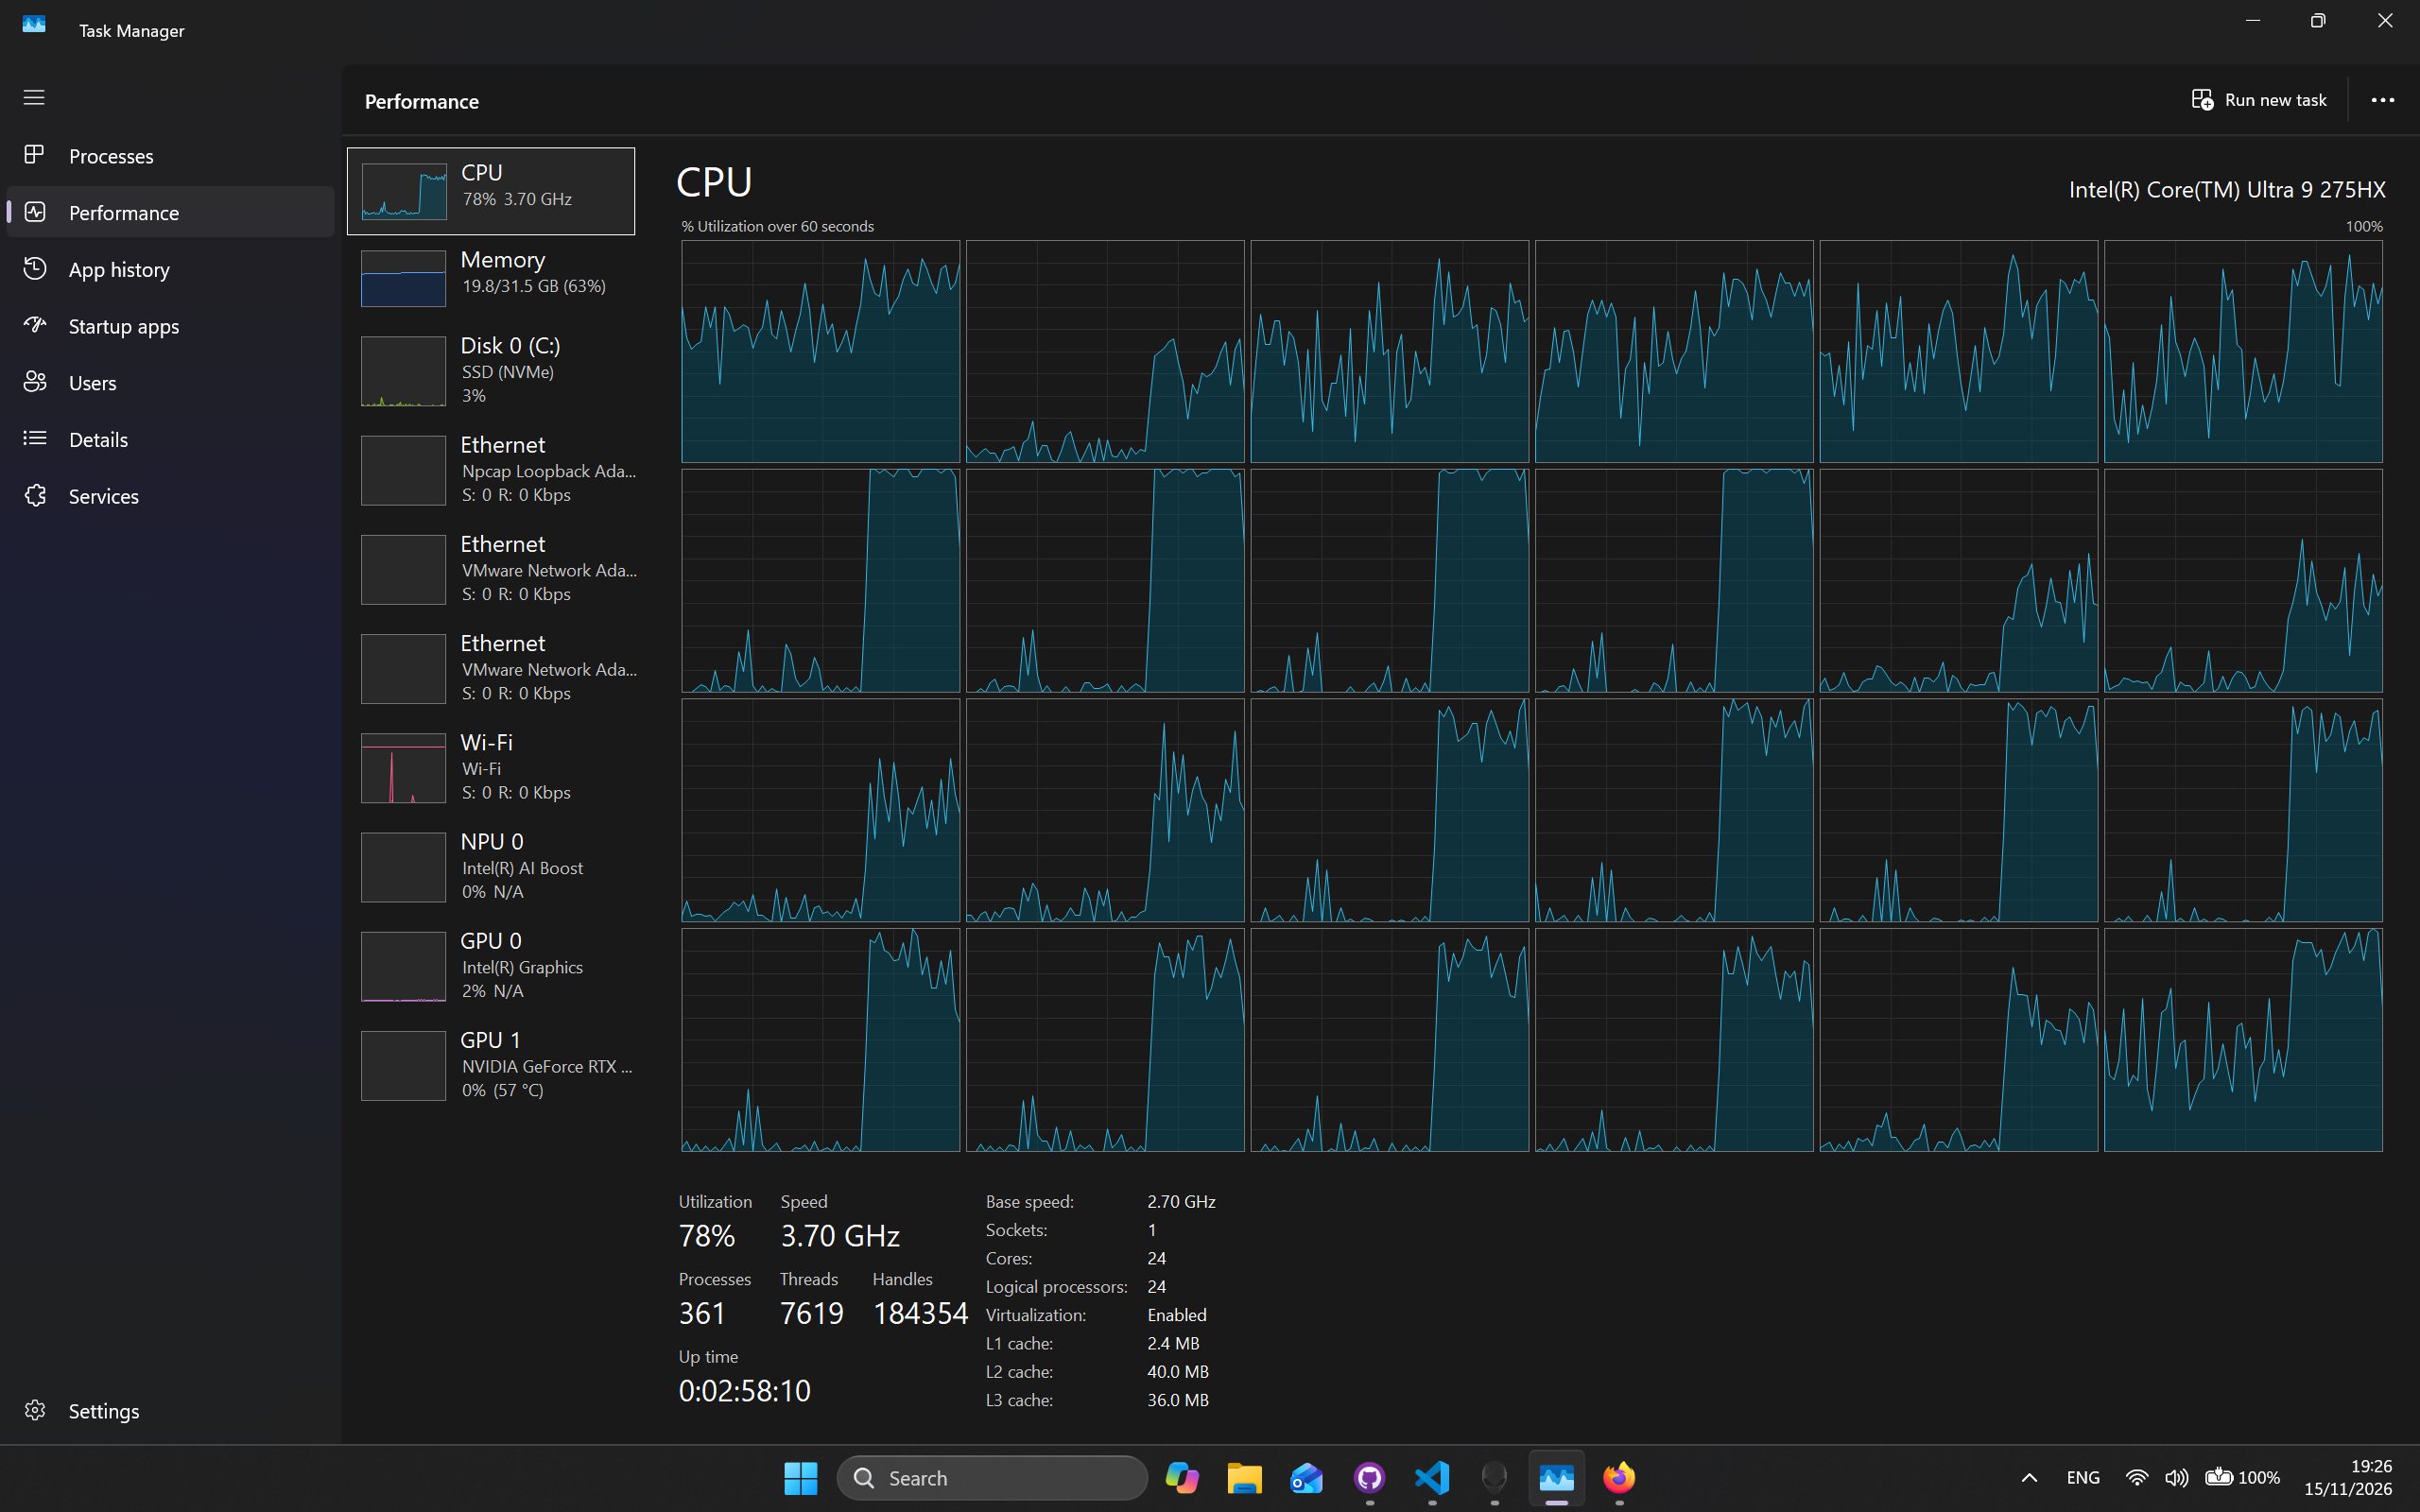 Task Manager
Processes
Performance
App history
Startup apps
Users
Details
Services
Settings
Performance
Run new task
CPU
78% 3.70 GHz
Memory
19.8/31.5 GB (63%)
Disk 0 (C:)
SSD (NVMe)
3%
Ethernet
Npcap Loopback Ada...
S: 0 R: 0 Kbps
Ethernet
VMware Network Ada...
S: 0 R: 0 Kbps
Ethernet
VMware Network Ada...
S: 0 R: 0 Kbps
Wi-Fi
Wi-Fi
S: 0 R: 0 Kbps
NPU 0
Intel(R) AI Boost
0% N/A
GPU 0
Intel(R) Graphics
2% N/A
GPU 1
NVIDIA GeForce RTX ...
0% (57 °C)
CPU
Intel(R) Core(TM) Ultra 9 275HX
% Utilization over 60 seconds
100%
Utilization Speed
78% 3.70 GHz
Processes Threads Handles
361 7619 184354
Up time
0:02:58:10
Base speed: 2.70 GHz
Sockets: 1
Cores: 24
Logical processors: 24
Virtualization: Enabled
L1 cache: 2.4 MB
L2 cache: 40.0 MB
L3 cache: 36.0 MB
Search
ENG
100%
19:26
15/11/2026